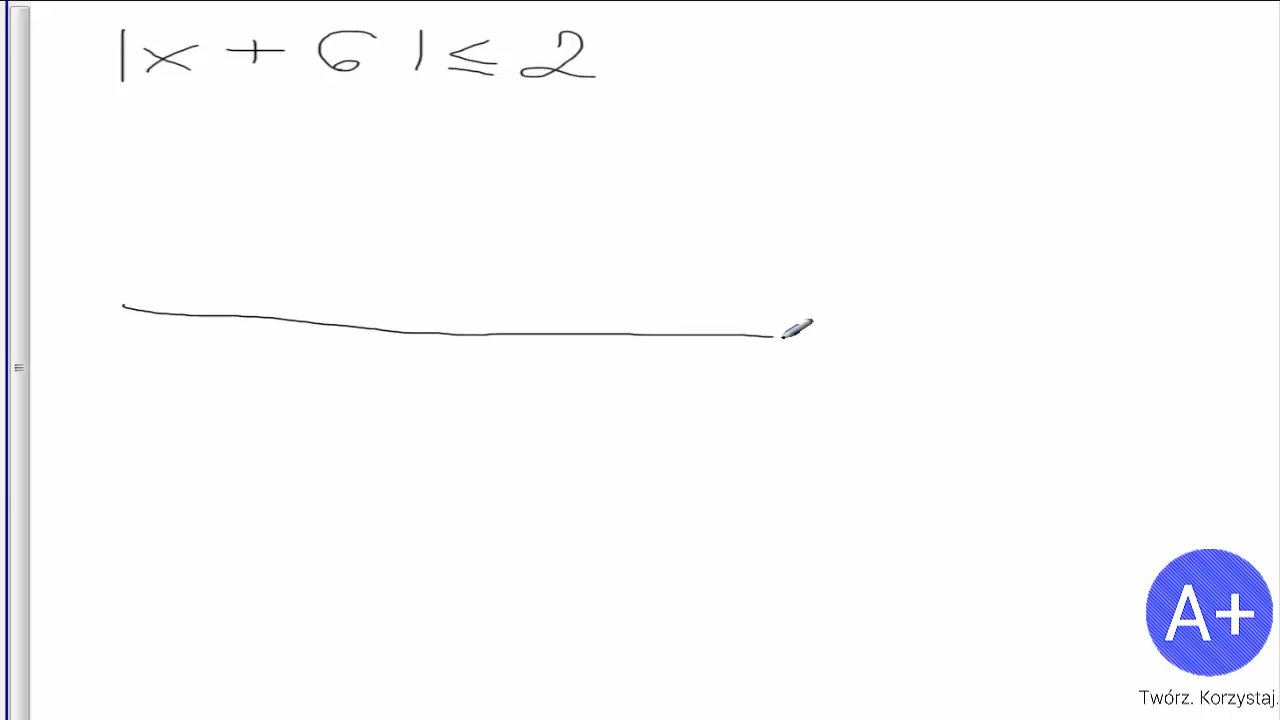 |x + 6| ≤ 2
A+
Twórz. Korzystaj.